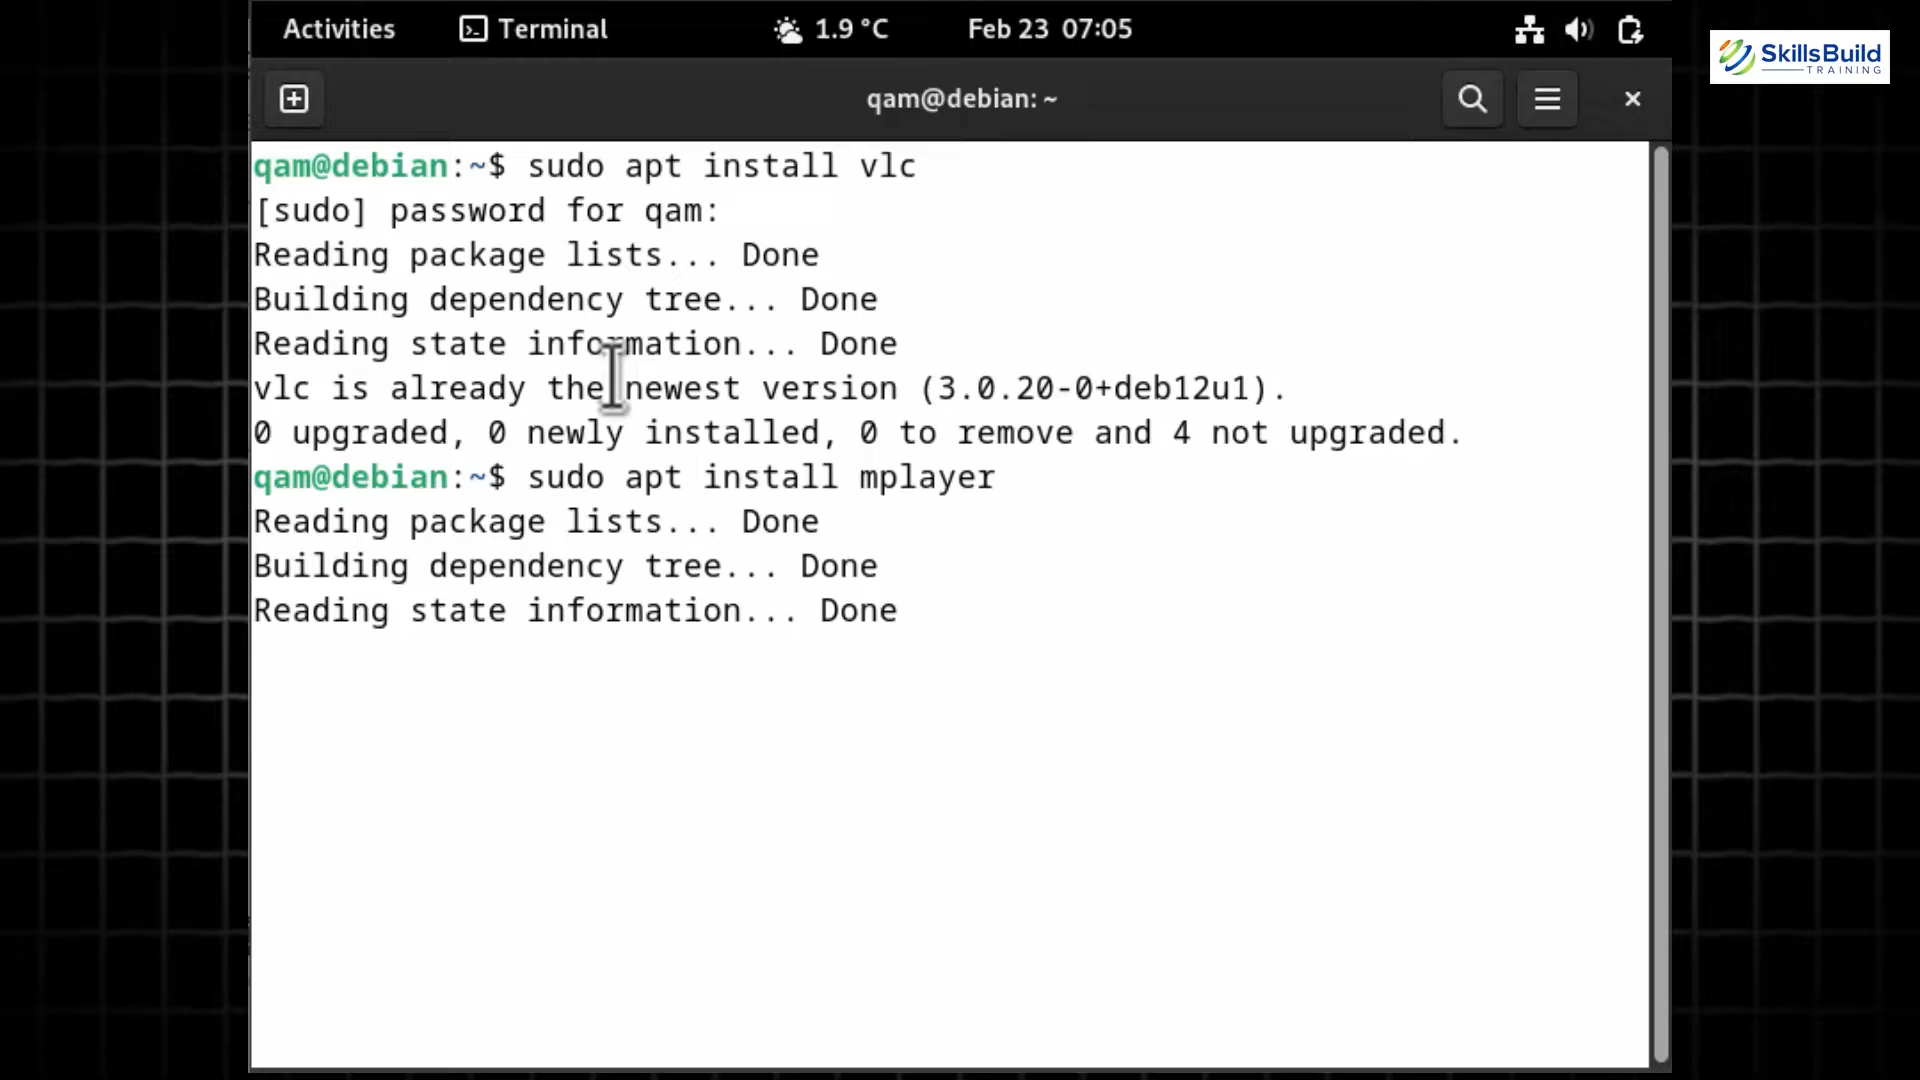 Activities Terminal 1.9 °C Feb 23 07:05
SkillsBuild
TRAINING
qam@debian: ~
qam@debian:~$ sudo apt install vlc
[sudo] password for qam:
Reading package lists... Done
Building dependency tree... Done
Reading state information... Done
vlc is already the newest version (3.0.20-0+deb12u1).
0 upgraded, 0 newly installed, 0 to remove and 4 not upgraded.
qam@debian:~$ sudo apt install mplayer
Reading package lists... Done
Building dependency tree... Done
Reading state information... Done